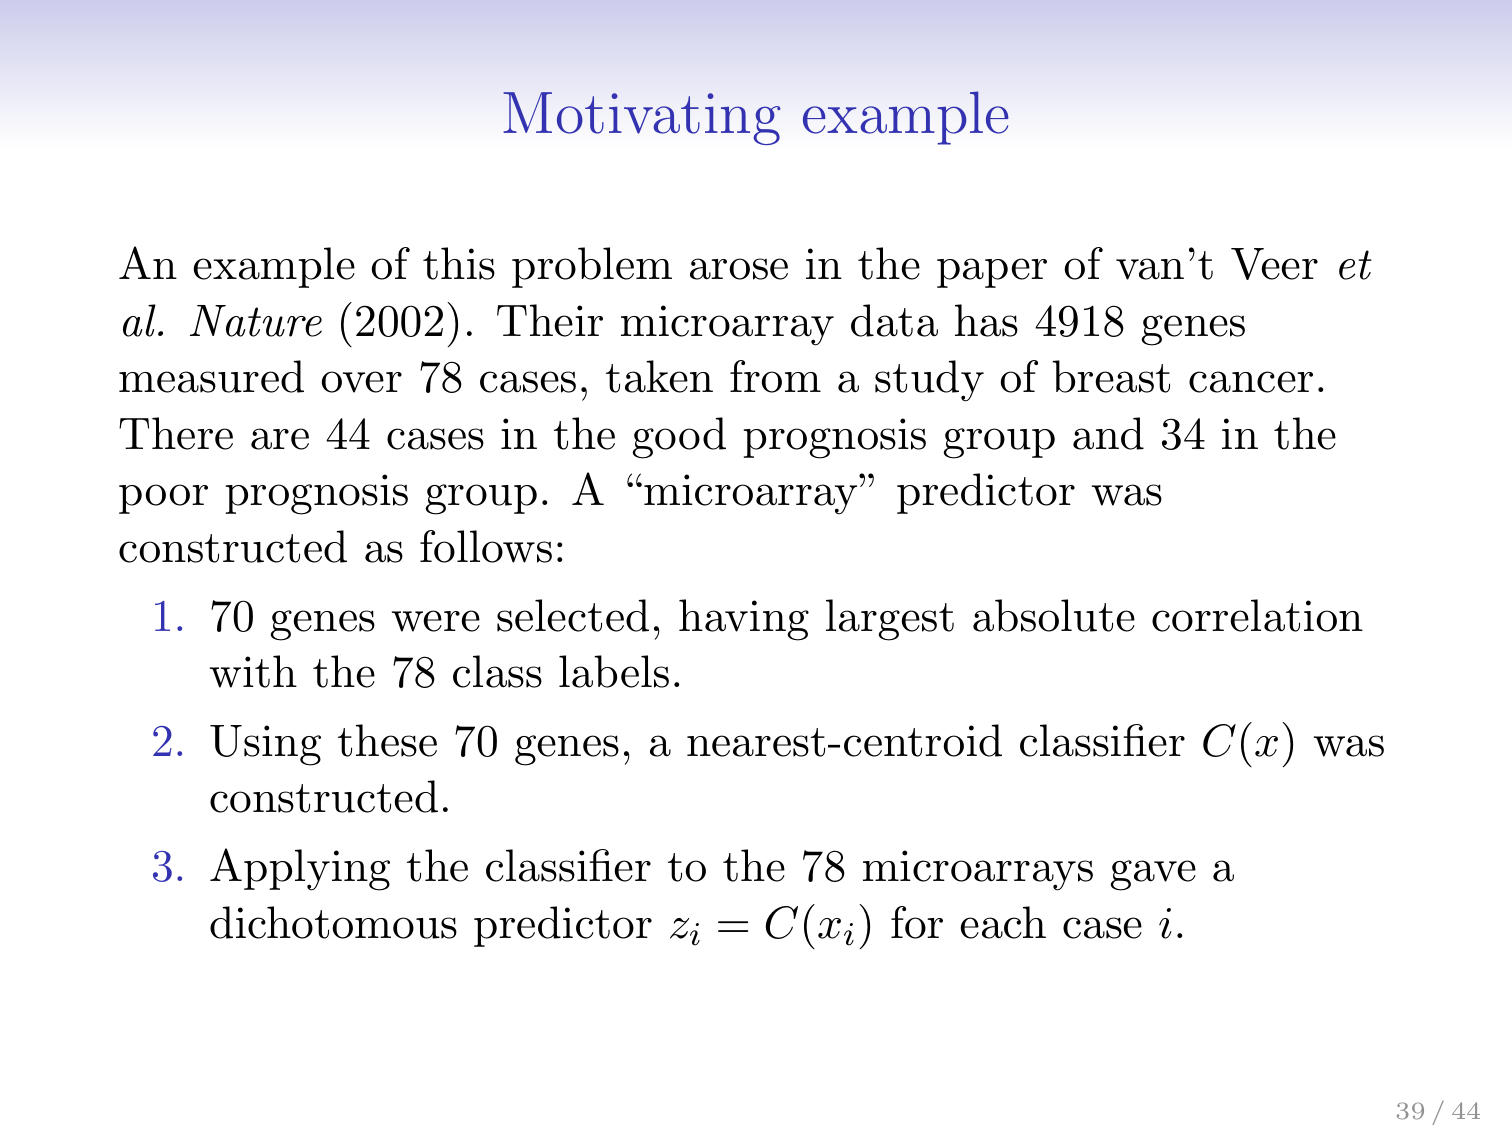 Motivating example
An example of this problem arose in the paper of van’t Veer et
al. Nature (2002). Their microarray data has 4918 genes
measured over 78 cases, taken from a study of breast cancer.
There are 44 cases in the good prognosis group and 34 in the
poor prognosis group. A “microarray” predictor was
constructed as follows:
1. 70 genes were selected, having largest absolute correlation
with the 78 class labels.
2. Using these 70 genes, a nearest-centroid classifier C(x) was
constructed.
3. Applying the classifier to the 78 microarrays gave a
dichotomous predictor zᵢ = C(xᵢ) for each case i.
39 / 44